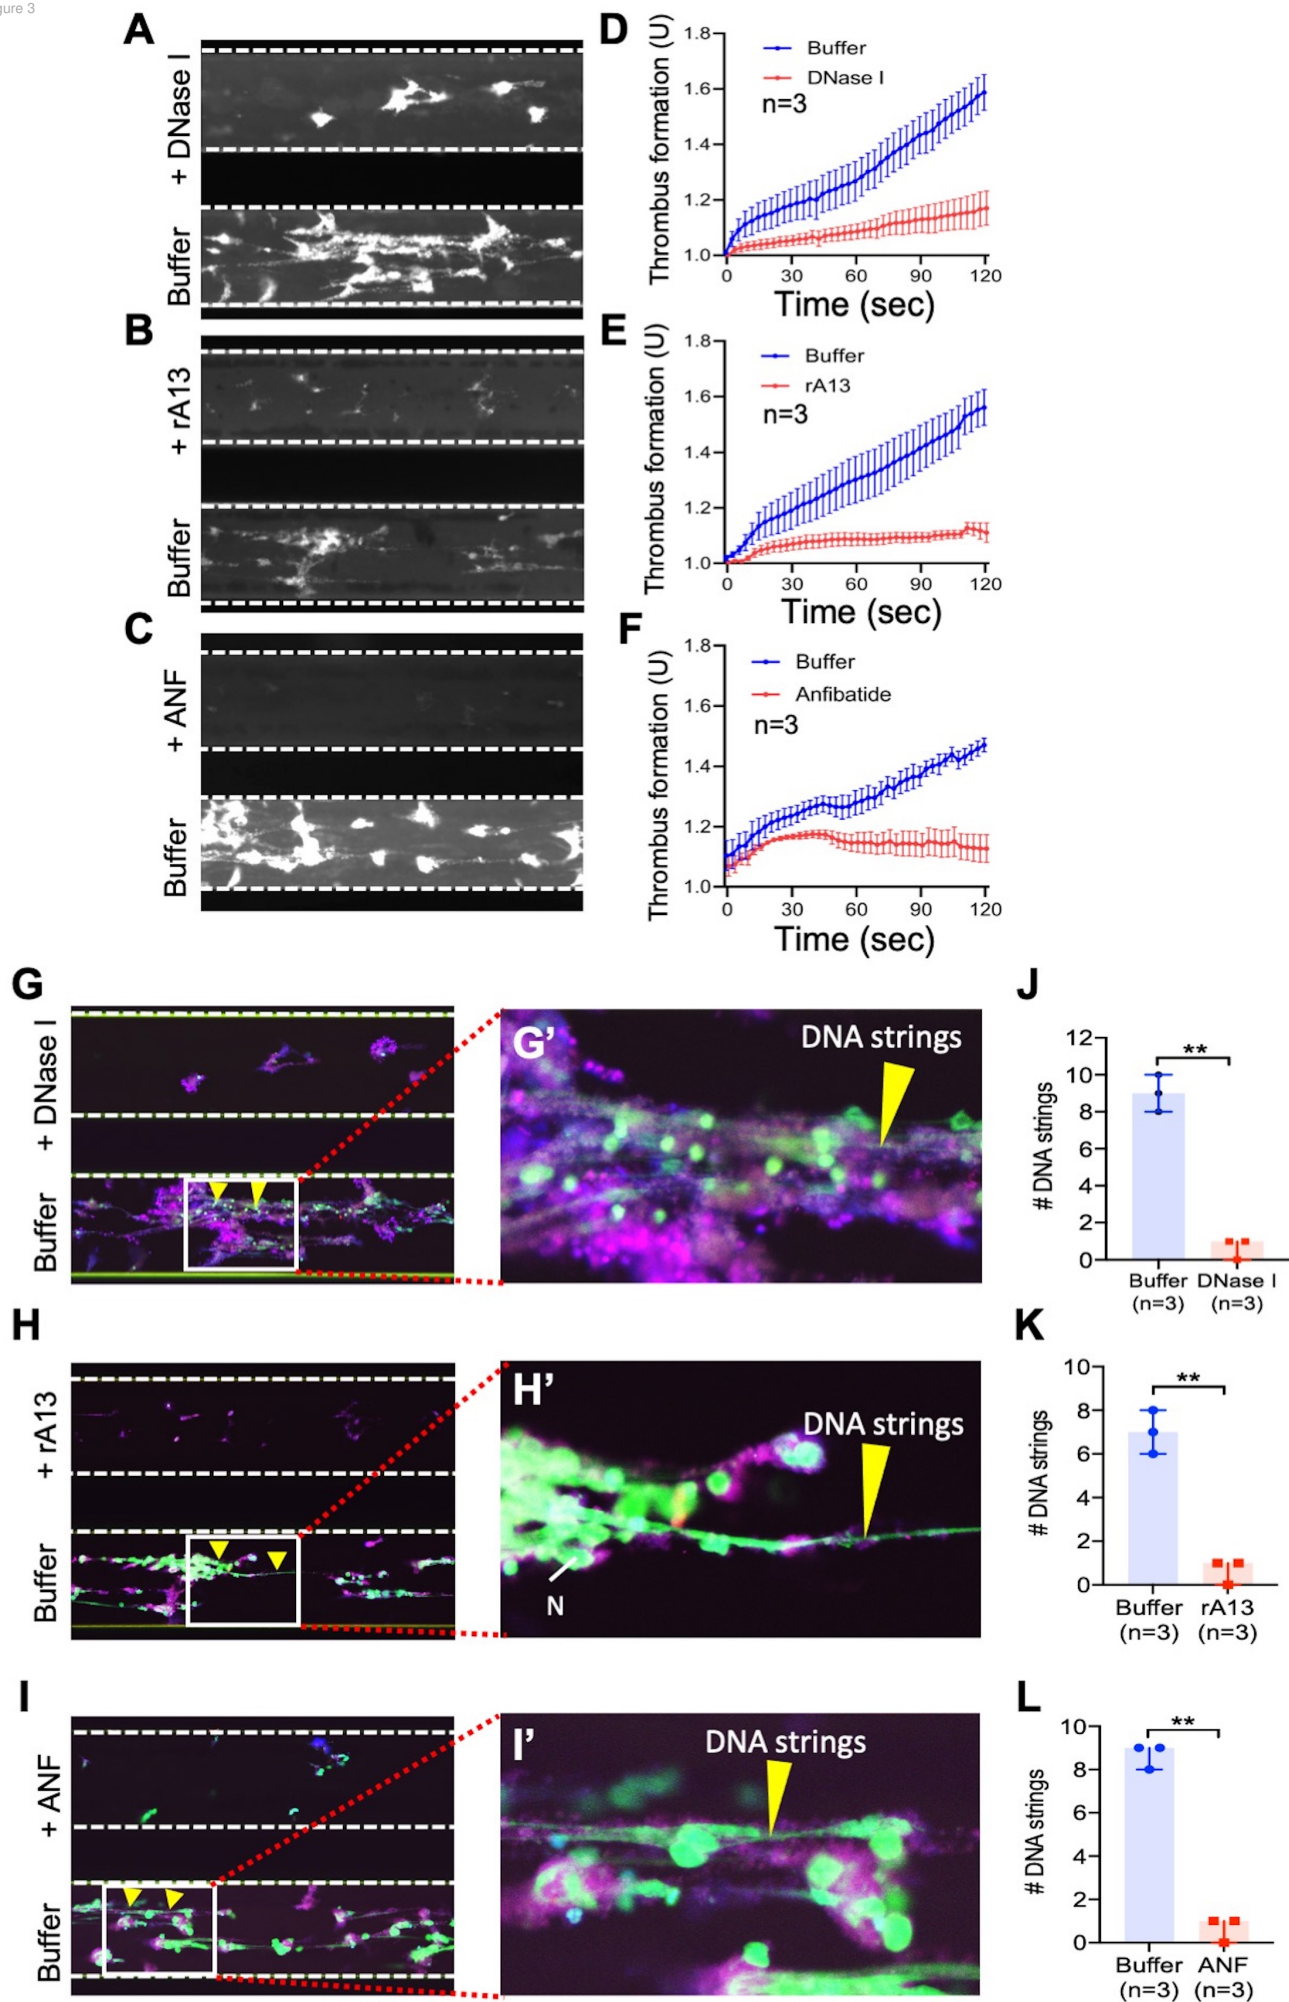 gure 3
A
+ DNase I
Buffer
D
Thrombus formation (U)
1.8
1.6
1.4
1.2
1.0
Buffer
DNase I
n=3
0 30 60 90 120
Time (sec)
B
+ rA13
Buffer
E
Thrombus formation (U)
1.8
1.6
1.4
1.2
1.0
Buffer
rA13
n=3
0 30 60 90 120
Time (sec)
C
+ ANF
Buffer
F
Thrombus formation (U)
1.8
1.6
1.4
1.2
1.0
Buffer
Anfibatide
n=3
0 30 60 90 120
Time (sec)
G
+ DNase I
Buffer
G’
DNA strings
J
# DNA strings
12
10
8
6
4
2
0
**
Buffer DNase I
(n=3) (n=3)
H
+ rA13
Buffer
H’
DNA strings
N
K
# DNA strings
10
8
6
4
2
0
**
Buffer rA13
(n=3) (n=3)
I
+ ANF
Buffer
I’
DNA strings
L
# DNA strings
10
8
6
4
2
0
**
Buffer ANF
(n=3) (n=3)